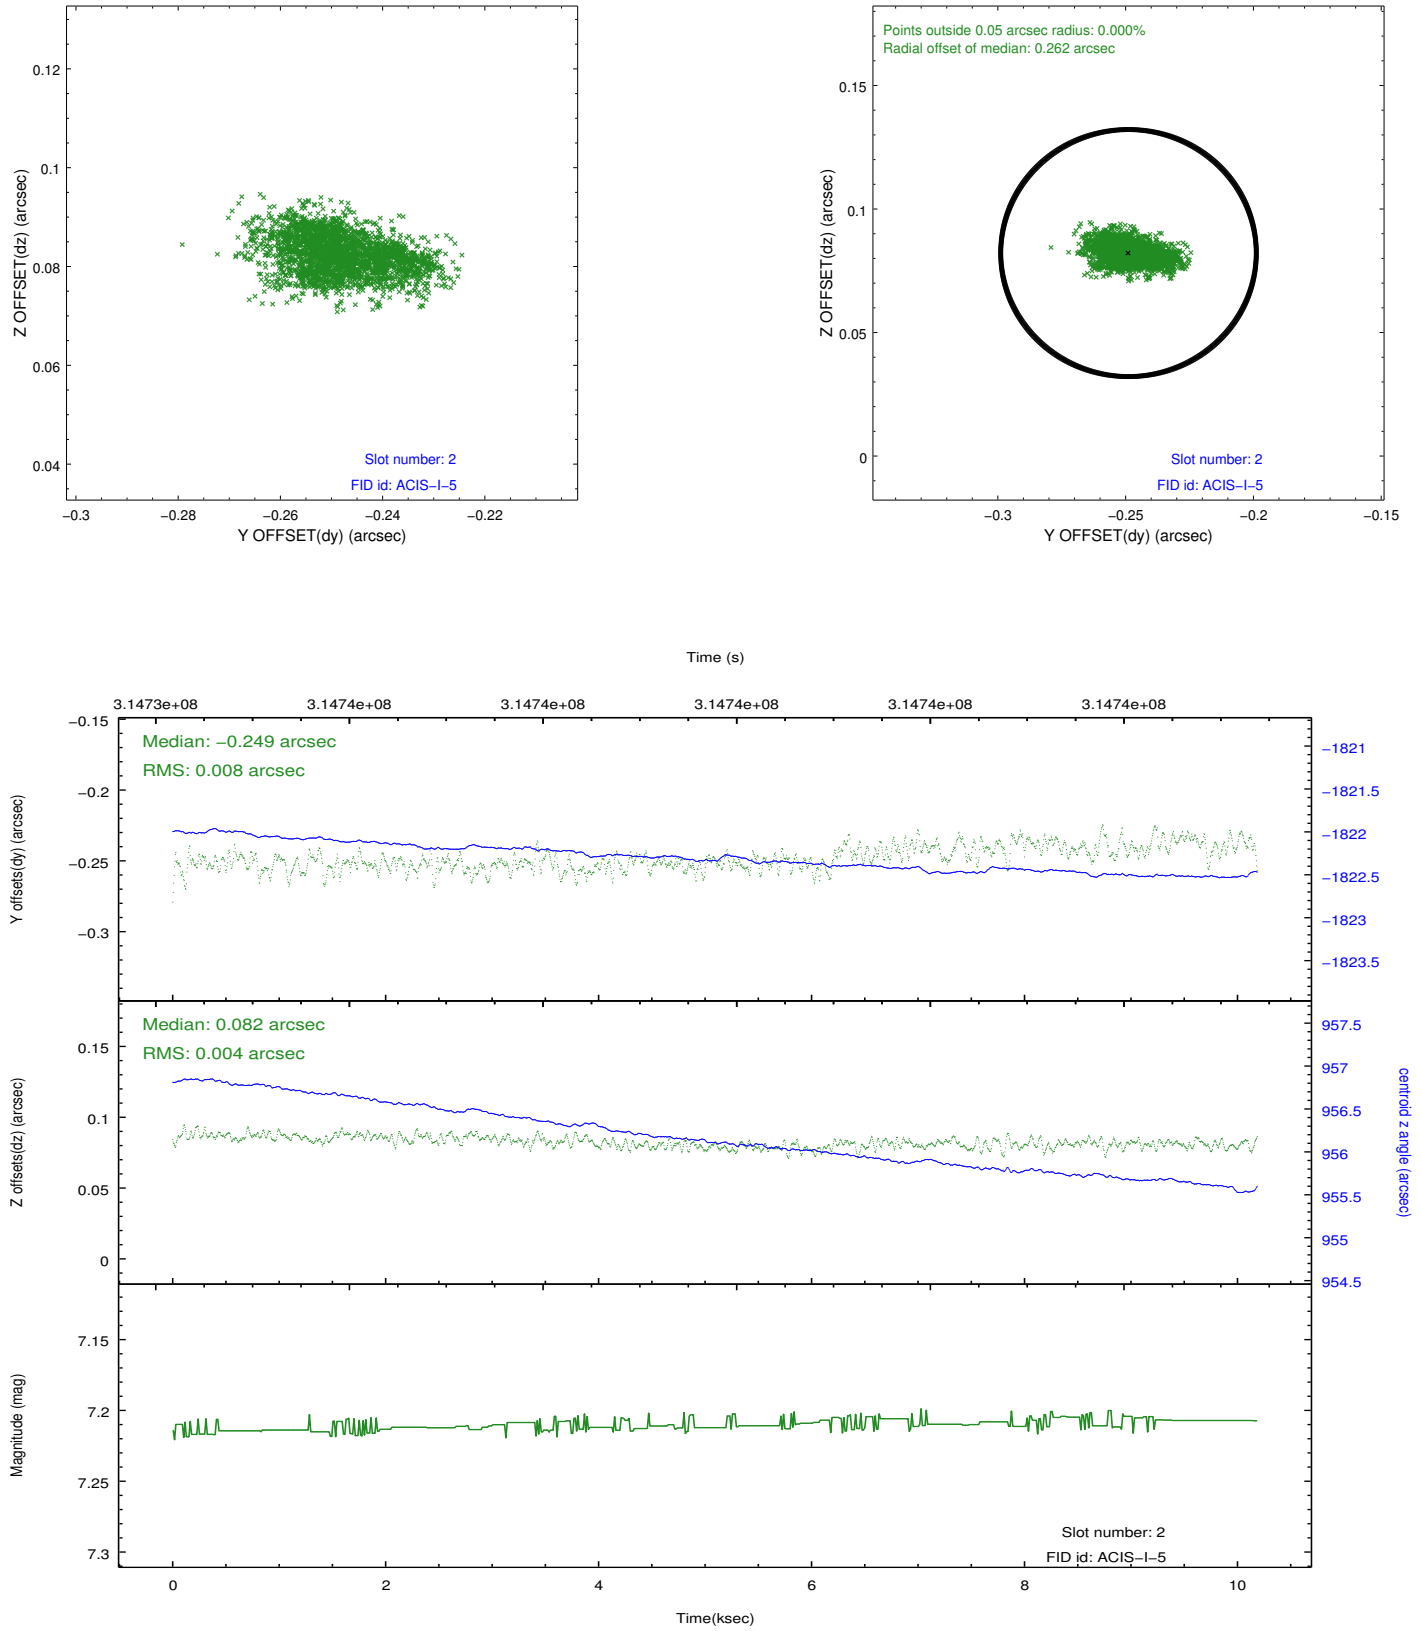 0.12
0.1
0.08
0.06
0.04
Z OFFSET(dz) (arcsec)
Slot number: 2
FID id: ACIS−I−5
−0.3 −0.28 −0.26 −0.24 −0.22
Y OFFSET(dy) (arcsec)
Points outside 0.05 arcsec radius: 0.000%
Radial offset of median: 0.262 arcsec
0.15
0.1
0.05
0
Z OFFSET(dz) (arcsec)
Slot number: 2
FID id: ACIS−I−5
−0.3 −0.25 −0.2 −0.15
Y OFFSET(dy) (arcsec)
Time (s)
3.1473e+08 3.1474e+08 3.1474e+08 3.1474e+08 3.1474e+08 3.1474e+08
−0.15
−0.2
−0.25
−0.3
Y offsets(dy) (arcsec)
Median: −0.249 arcsec
RMS: 0.008 arcsec
−1821
−1821.5
−1822
−1822.5
−1823
−1823.5
0.15
0.1
0.05
0
Z offsets(dz) (arcsec)
Median: 0.082 arcsec
RMS: 0.004 arcsec
957.5
957
956.5
956
955.5
955
954.5
centroid z angle (arcsec)
7.15
7.2
7.25
7.3
Magnitude (mag)
Slot number: 2
FID id: ACIS−I−5
0 2 4 6 8 10
Time(ksec)